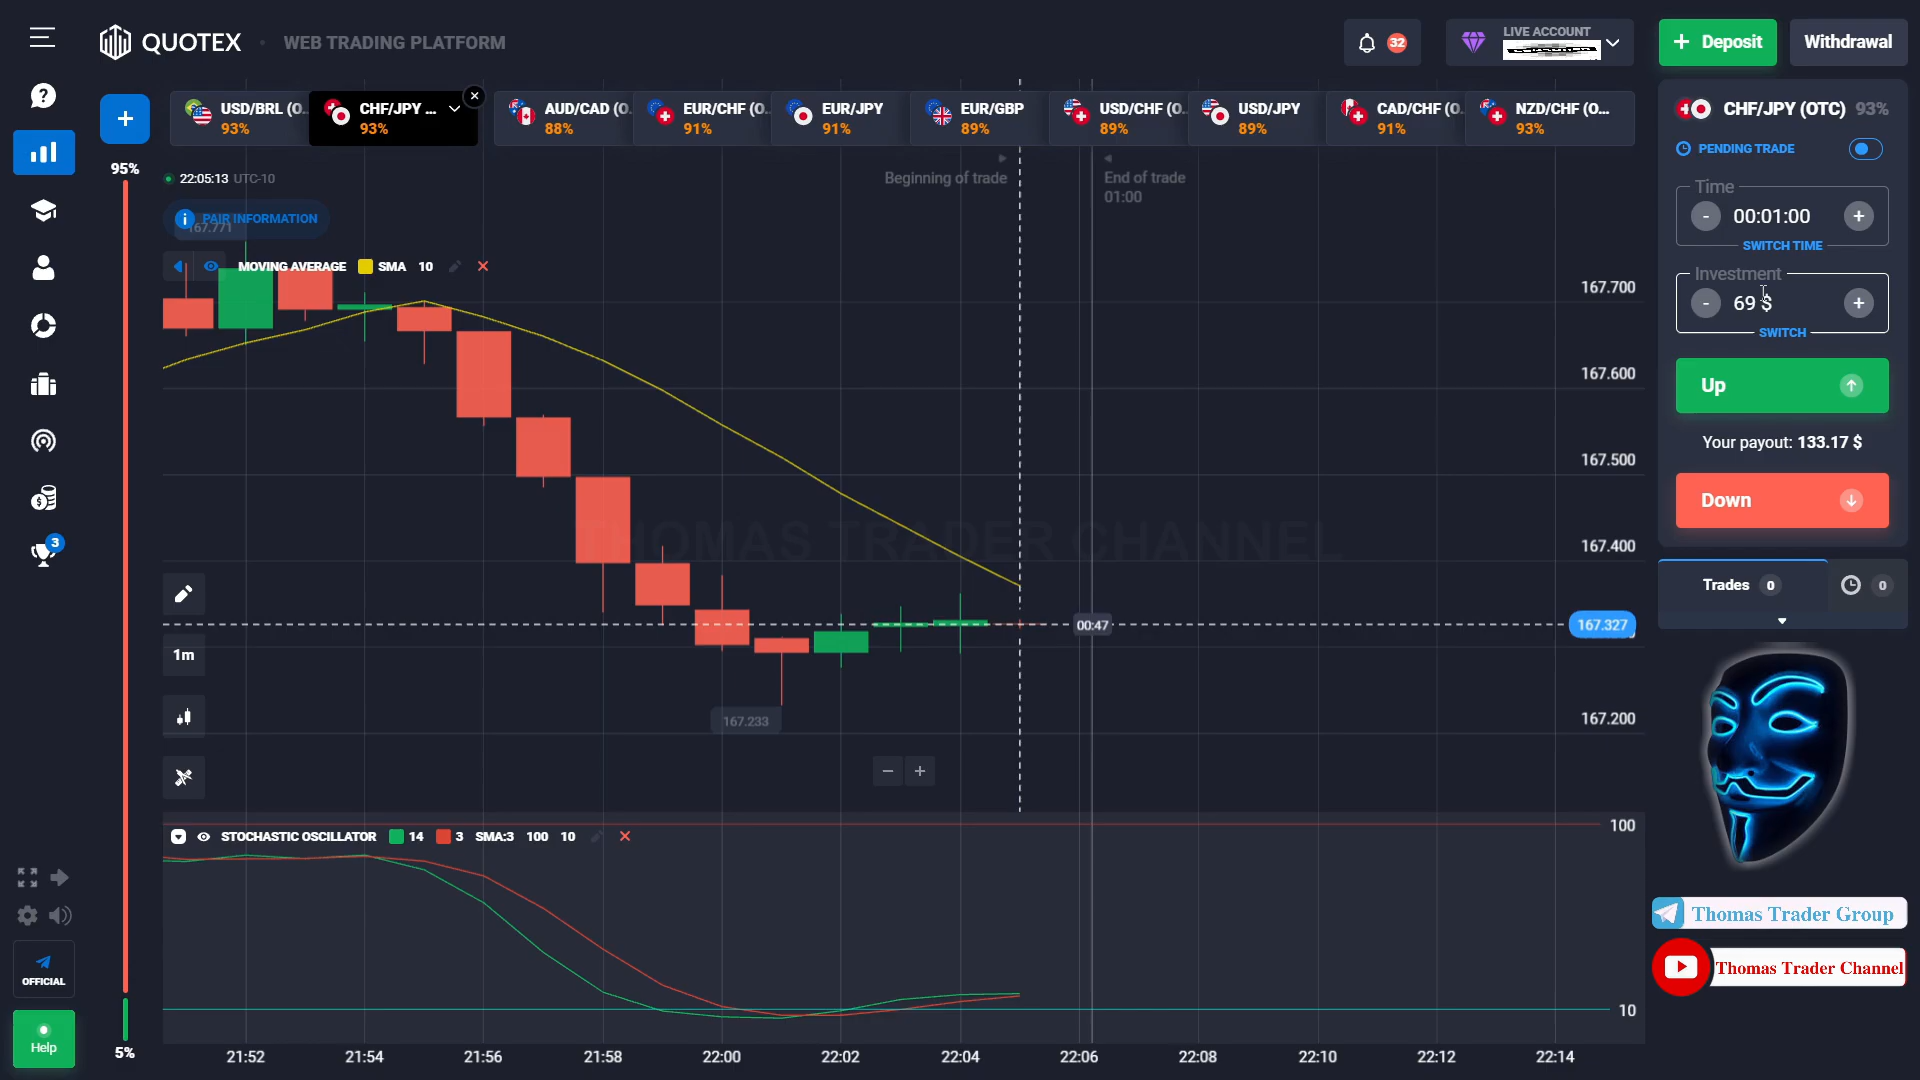 QUOTEX
WEB TRADING PLATFORM
32
LIVE ACCOUNT
+ Deposit
Withdrawal
USD/BRL (O...
93%
CHF/JPY ...
93%
AUD/CAD (O.
88%
EUR/CHF (O.
91%
EUR/JPY
91%
EUR/GBP
89%
USD/CHF (O.
89%
USD/JPY
89%
CAD/CHF (O.
91%
NZD/CHF (O...
93%
95%
22:05:13 UTC-10
PAIR INFORMATION
167.771
MOVING AVERAGE SMA 10
Beginning of trade
End of trade
01:00
167.700
167.600
167.500
167.400
167.327
167.200
THOMAS TRADER CHANNEL
00:47
167.233
1m
STOCHASTIC OSCILLATOR 14 3 SMA:3 100 10
100
10
21:52 21:54 21:56 21:58 22:00 22:02 22:04 22:06 22:08 22:10 22:12 22:14
5%
3
OFFICIAL
Help
CHF/JPY (OTC) 93%
PENDING TRADE
Time
- 00:01:00 +
SWITCH TIME
Investment
- 69 $ +
SWITCH
Up
Your payout: 133.17 $
Down
Trades 0
0
Thomas Trader Group
Thomas Trader Channel